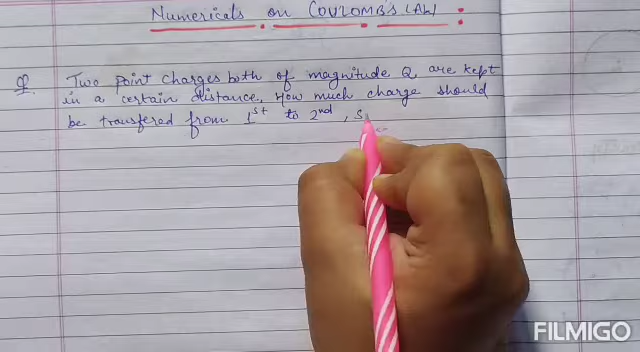 Numericals on COULOMB'S LAW :
Q. Two point charges both of magnitude Q, are kept
in a certain distance. How much charge should
be transfered from 1st to 2nd, s
FILMIGO